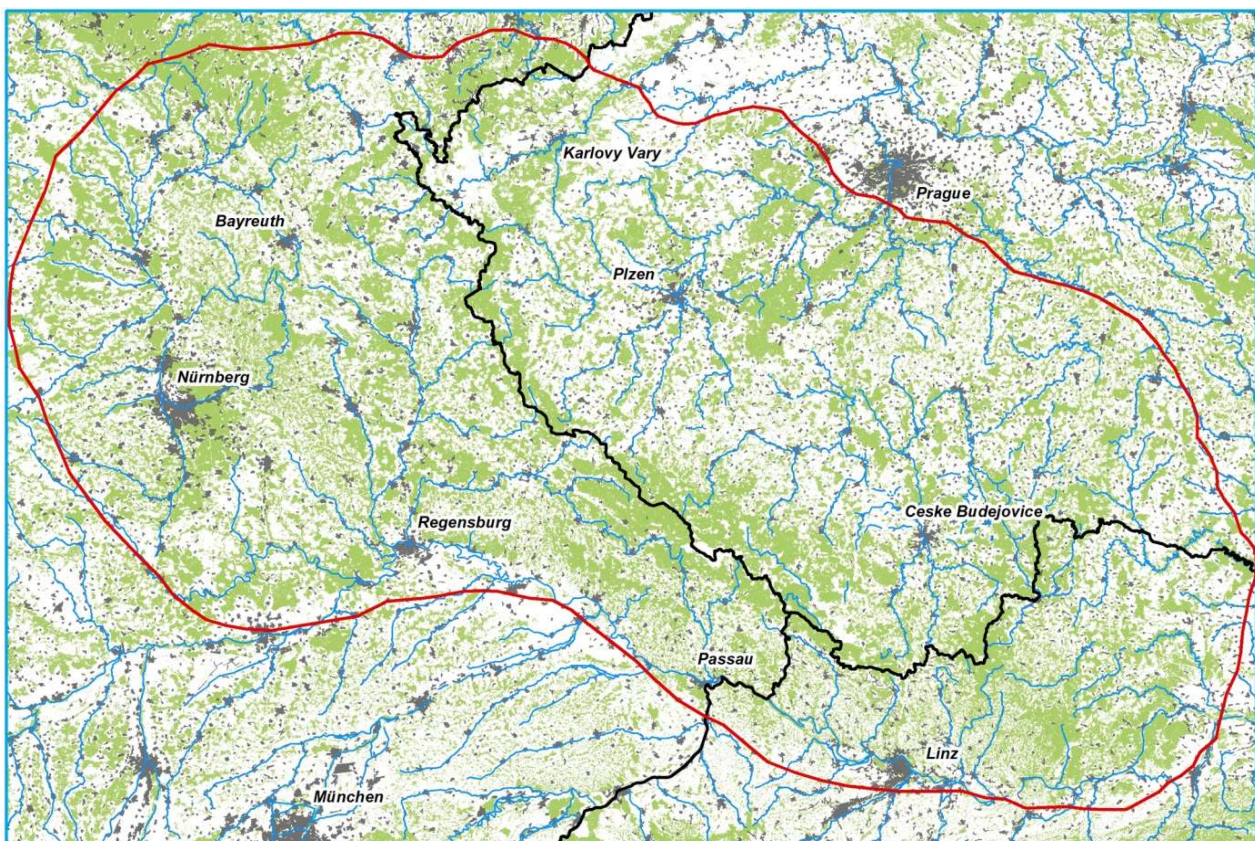 Karlovy Vary
Prague
Bayreuth
Plzen
Nürnberg
Regensburg
Ceske Budejovice
Passau
Linz
München